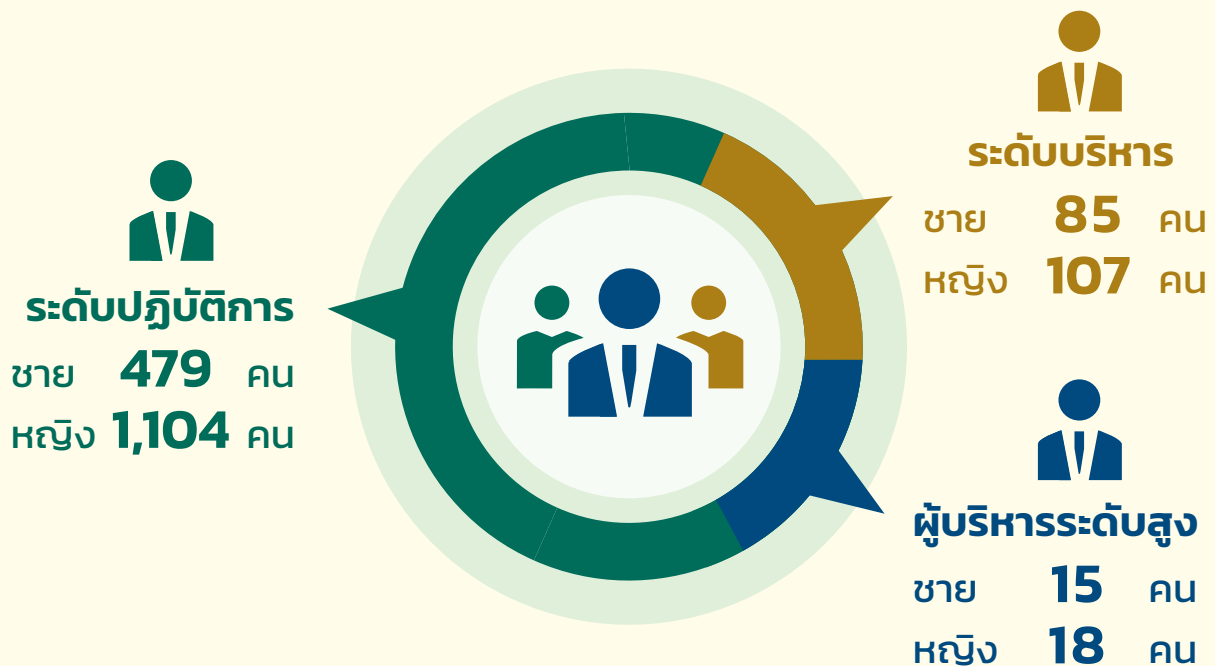 ระดับปฏิบัติการ
ชาย 479 คน
หญิง 1,104 คน
ระดับบริหาร
ชาย 85 คน
หญิง 107 คน
ผู้บริหารระดับสูง
ชาย 15 คน
หญิง 18 คน